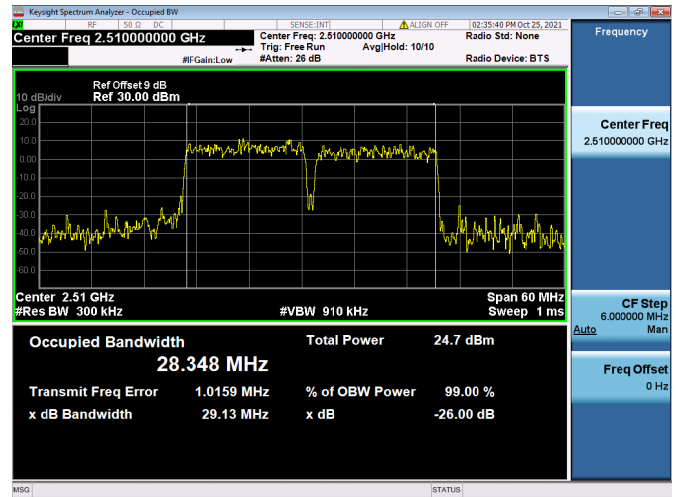 Keysight Spectrum Analyzer - Occupied BW
LXI RF 50 Ω DC SENSE:INT ALIGN OFF 02:35:40 PM Oct 25, 2021
Center Freq 2.510000000 GHz
Center Freq: 2.510000000 GHz Radio Std: None
Trig: Free Run Avg|Hold: 10/10
#IFGain:Low #Atten: 26 dB Radio Device: BTS
Frequency
Ref Offset 9 dB
10 dB/div Ref 30.00 dBm
Log
20.0
10.0
0.00
-10.0
-20.0
-30.0
-40.0
-50.0
-60.0
Center 2.51 GHz Span 60 MHz
#Res BW 300 kHz #VBW 910 kHz Sweep 1 ms
Center Freq
2.510000000 GHz
CF Step
6.000000 MHz
Auto Man
Freq Offset
0 Hz
Occupied Bandwidth Total Power 24.7 dBm
28.348 MHz
Transmit Freq Error 1.0159 MHz % of OBW Power 99.00 %
x dB Bandwidth 29.13 MHz x dB -26.00 dB
MSG STATUS